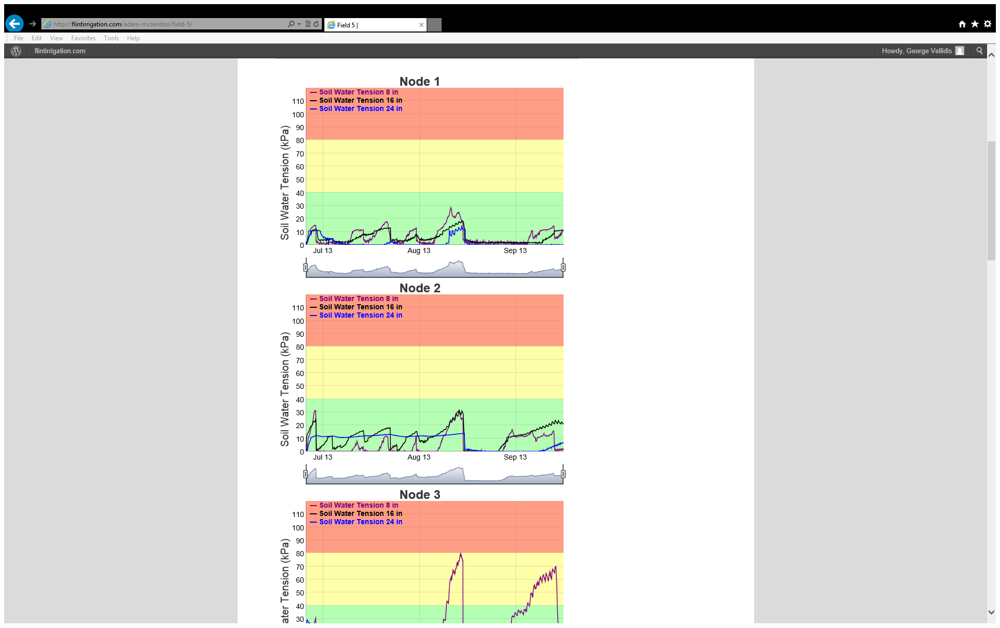 http://flintirrigation.com/adam-mclendon/field-5/
Field 5 |
File Edit View Favorites Tools Help
flintirrigation.com
Howdy, George Vellidis
Node 1
Soil Water Tension 8 in
Soil Water Tension 16 in
Soil Water Tension 24 in
110
100
90
80
70
60
50
40
30
20
10
0
Soil Water Tension (kPa)
Jul 13 Aug 13 Sep 13
Node 2
Soil Water Tension 8 in
Soil Water Tension 16 in
Soil Water Tension 24 in
110
100
90
80
70
60
50
40
30
20
10
0
Soil Water Tension (kPa)
Jul 13 Aug 13 Sep 13
Node 3
Soil Water Tension 8 in
Soil Water Tension 16 in
Soil Water Tension 24 in
110
100
90
80
70
60
50
40
30
ater Tension (kPa)